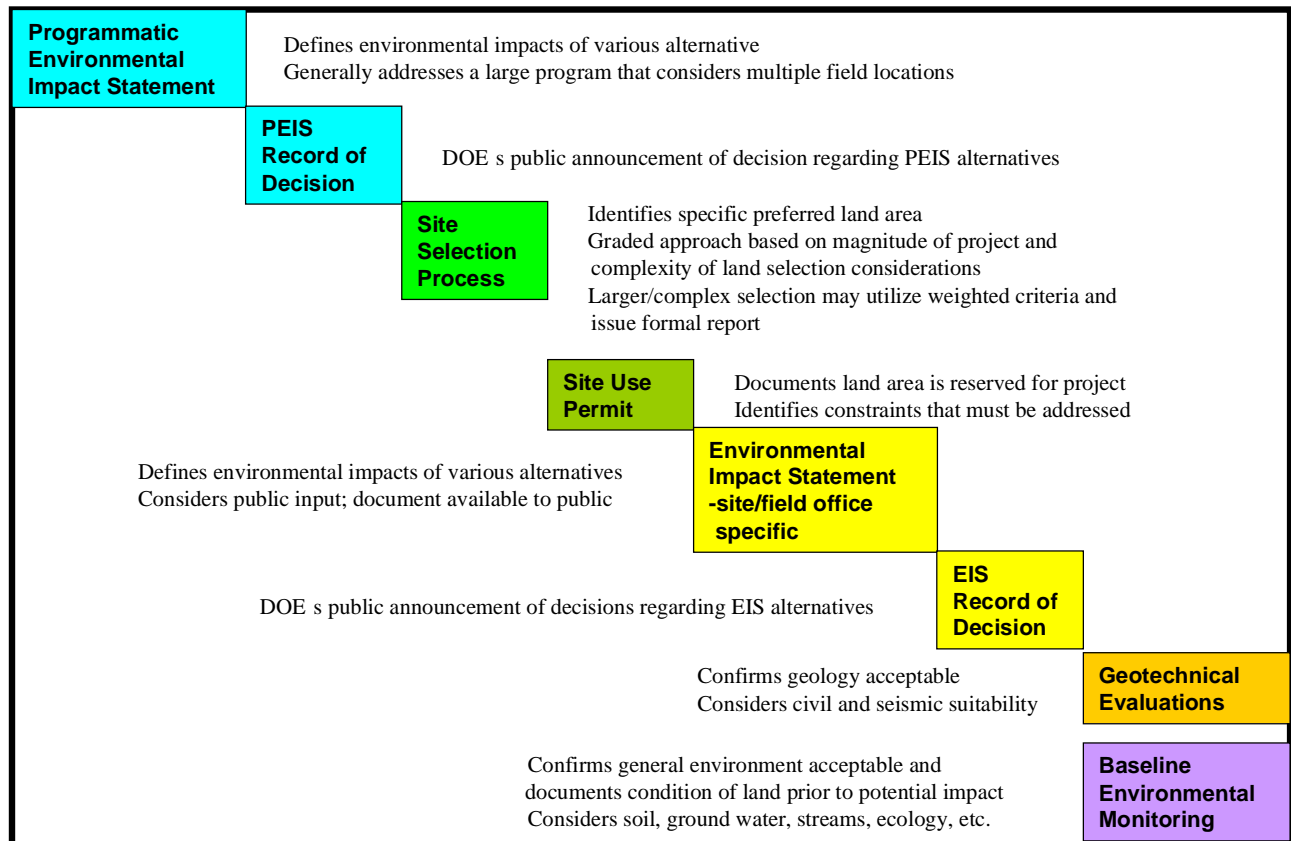 Programmatic
Environmental
Impact Statement
Defines environmental impacts of various alternative
Generally addresses a large program that considers multiple field locations
PEIS
Record of
Decision
DOE s public announcement of decision regarding PEIS alternatives
Site
Selection
Process
Identifies specific preferred land area
Graded approach based on magnitude of project and
complexity of land selection considerations
Larger/complex selection may utilize weighted criteria and
issue formal report
Site Use
Permit
Documents land area is reserved for project
Identifies constraints that must be addressed
Environmental
Impact Statement
-site/field office
specific
Defines environmental impacts of various alternatives
Considers public input; document available to public
EIS
Record of
Decision
DOE s public announcement of decisions regarding EIS alternatives
Geotechnical
Evaluations
Confirms geology acceptable
Considers civil and seismic suitability
Baseline
Environmental
Monitoring
Confirms general environment acceptable and
documents condition of land prior to potential impact
Considers soil, ground water, streams, ecology, etc.